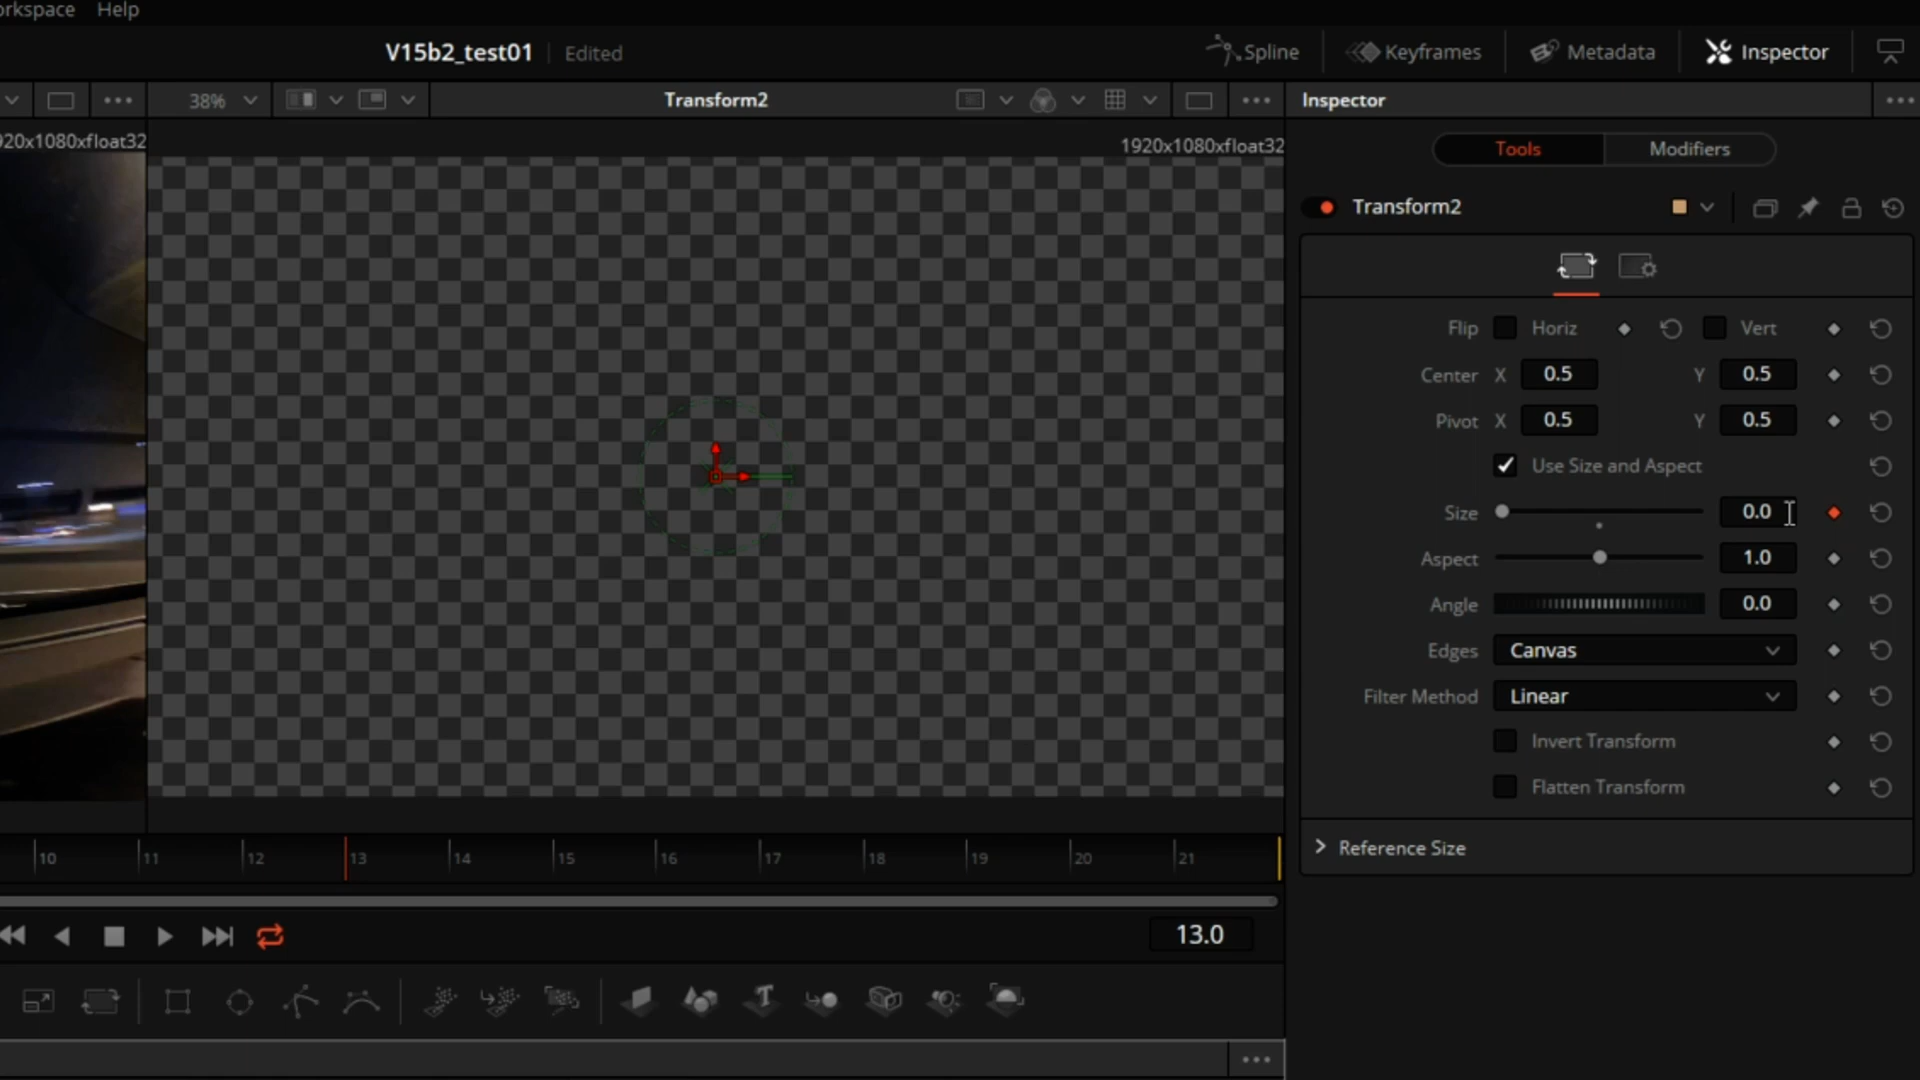 Help
V15b2_test01 Edited
Spline Keyframes Metadata Inspector
38% Transform2 Inspector
1920x1080xfloat32
Tools Modifiers
Transform2
Flip Horiz Vert
Center X 0.5 Y 0.5
Pivot X 0.5 Y 0.5
Use Size and Aspect
Size 0.0
Aspect 1.0
Angle 0.0
Edges Canvas
Filter Method Linear
Invert Transform
Flatten Transform
Reference Size
10 11 12 13 14 15 16 17 18 19 20 21
13.0